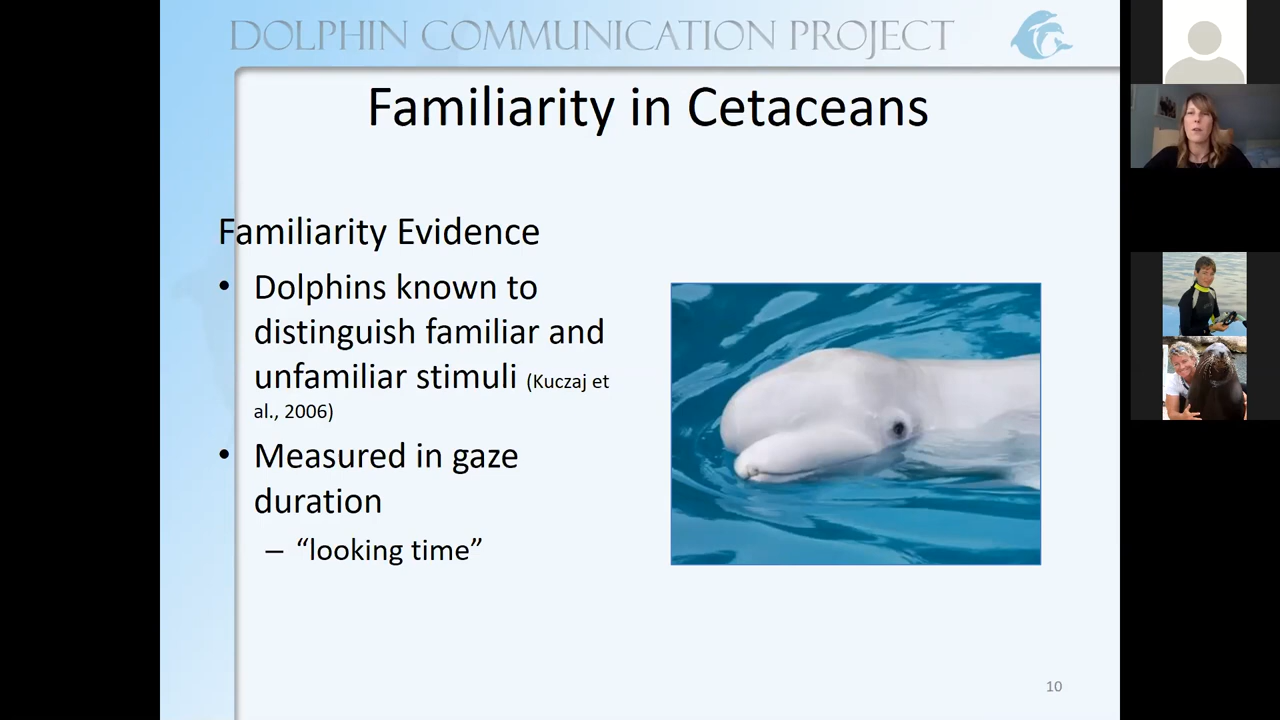 DOLPHIN COMMUNICATION PROJECT
Familiarity in Cetaceans
Familiarity Evidence
• Dolphins known to
distinguish familiar and
unfamiliar stimuli (Kuczaj et
al., 2006)
• Measured in gaze
duration
– “looking time”
10